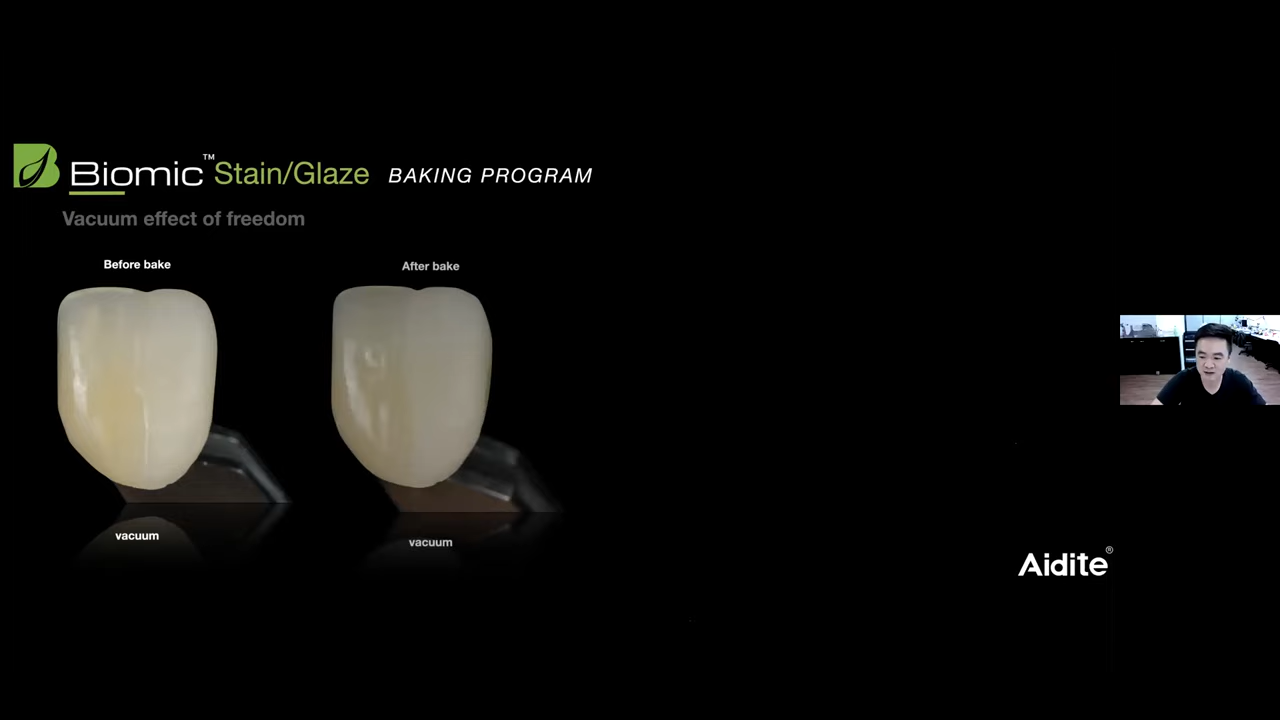 Biomic™ Stain/Glaze BAKING PROGRAM
Vacuum effect of freedom
Before bake
After bake
vacuum
vacuum
Aidite®